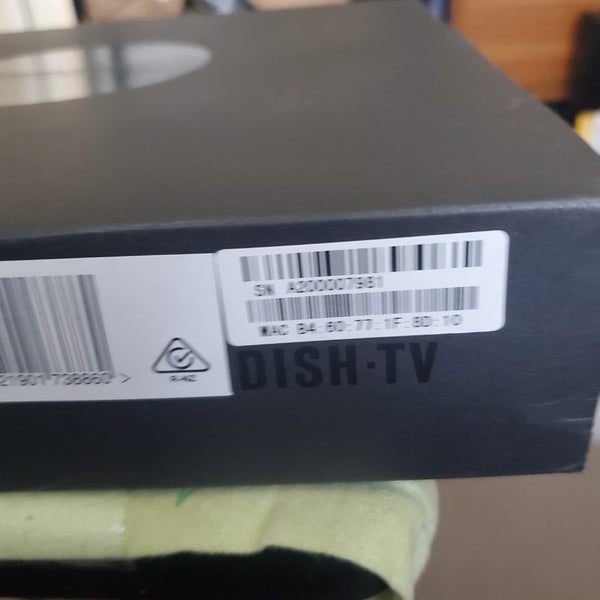 SN A200007981
MAC B4:60:77:1F:8D:10
21901-738860 >
R-NZ
DISH·TV